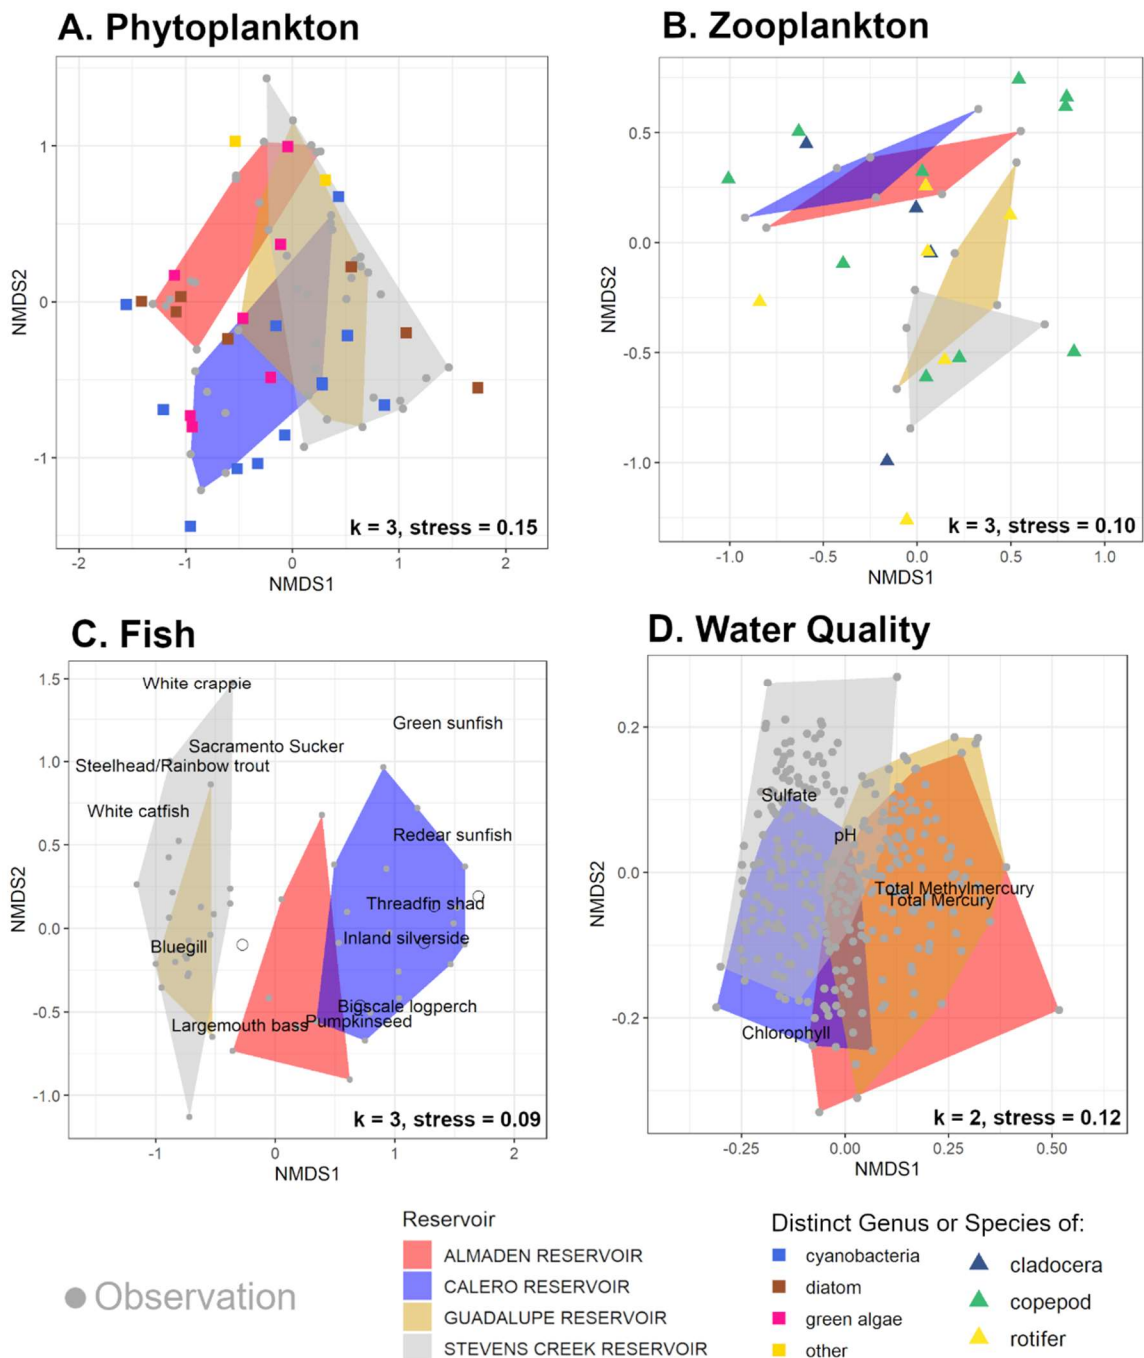 A. Phytoplankton
1
0
-1
NMDS2
-2
-1
0
1
2
NMDS1
k = 3, stress = 0.15
B. Zooplankton
0.5
0.0
-0.5
-1.0
NMDS2
-1.0
-0.5
0.0
0.5
1.0
NMDS1
k = 3, stress = 0.10
C. Fish
1.5
1.0
0.5
0.0
-0.5
-1.0
NMDS2
White crappie
Green sunfish
Sacramento Sucker
Steelhead/Rainbow trout
White catfish
Redear sunfish
Threadfin shad
Inland silverside
Bluegill
Bigscale logperch
Pumpkinseed
Largemouth bass
k = 3, stress = 0.09
-1
0
1
2
NMDS1
D. Water Quality
0.2
0.0
-0.2
NMDS2
Sulfate
pH
Total Methylmercury
Total Mercury
Chlorophyll
k = 2, stress = 0.12
-0.25
0.00
0.25
0.50
NMDS1
Observation
Reservoir
ALMADEN RESERVOIR
CALERO RESERVOIR
GUADALUPE RESERVOIR
STEVENS CREEK RESERVOIR
Distinct Genus or Species of:
cyanobacteria
diatom
green algae
other
cladocera
copepod
rotifer